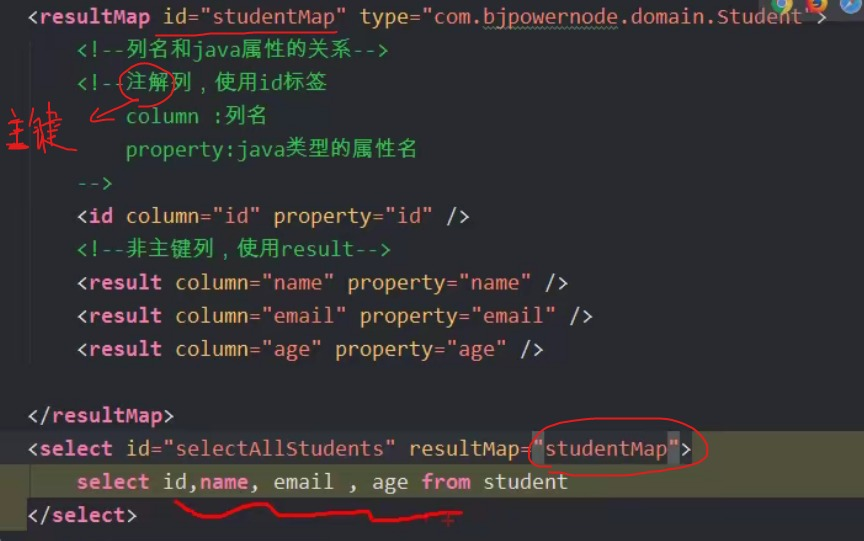 <resultMap id="studentMap" type="com.bjpowernode.domain.Student">
<!--列名和java属性的关系-->
<!--注解列，使用id标签
主键
column :列名
property:java类型的属性名
-->
<id column="id" property="id" />
<!--非主键列，使用result-->
<result column="name" property="name" />
<result column="email" property="email" />
<result column="age" property="age" />
</resultMap>
<select id="selectAllStudents" resultMap="studentMap">
select id,name, email , age from student
</select>